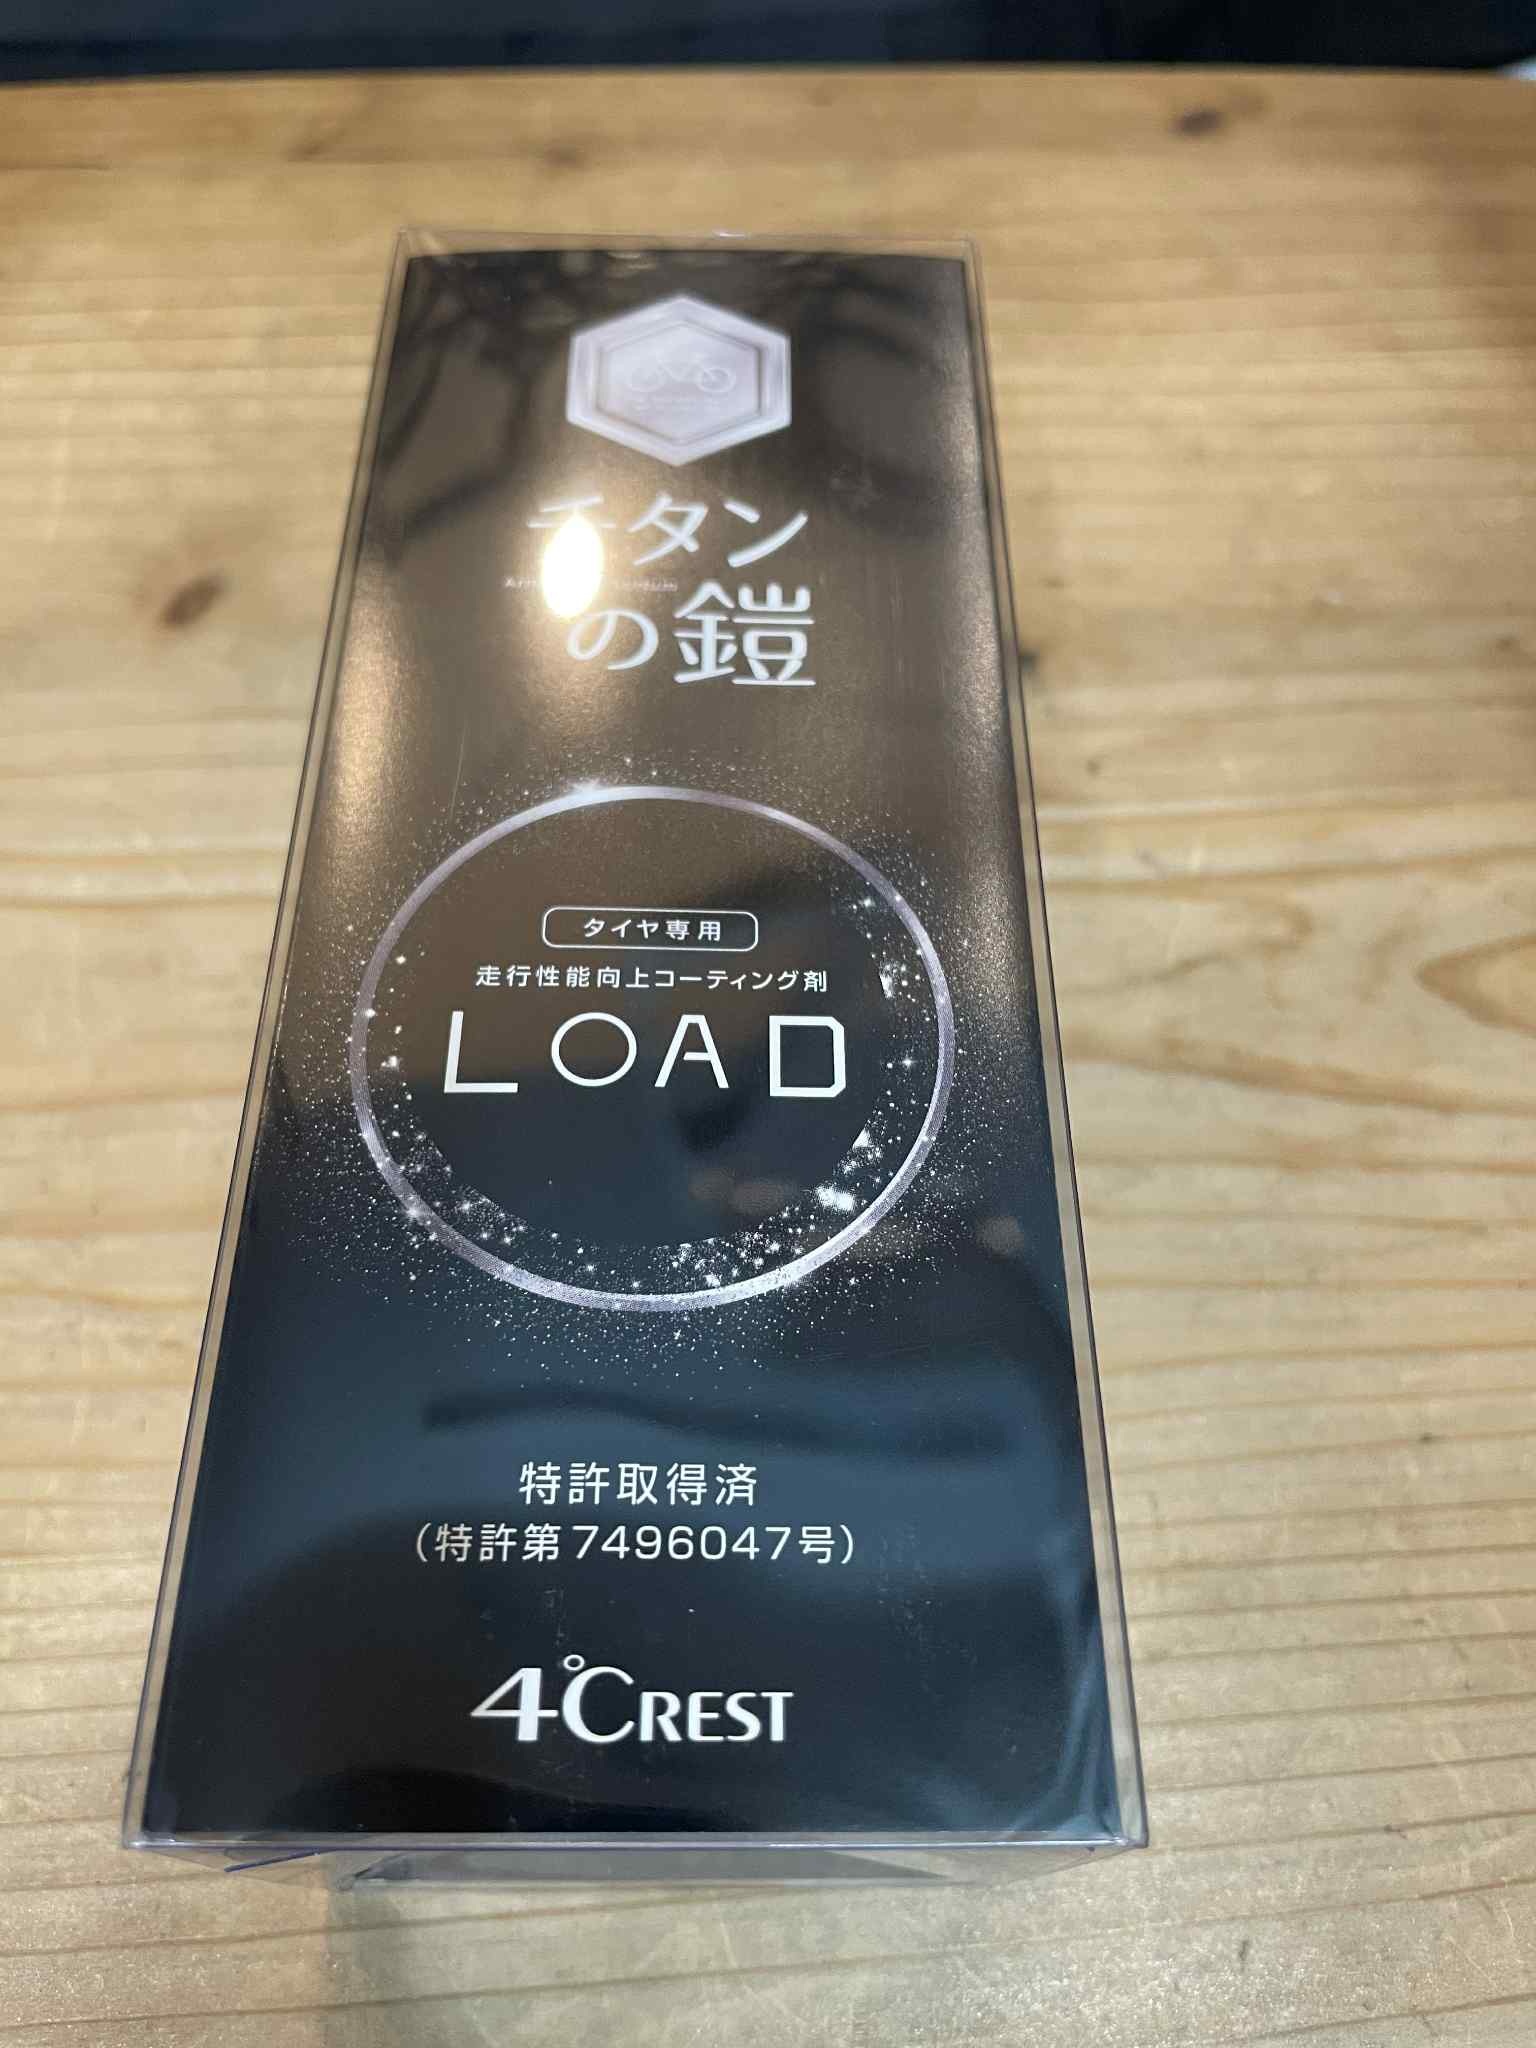 チタン
の鎧
タイヤ専用
走行性能向上コーティング剤
LOAD
特許取得済
(特許第7496047号)
4℃REST